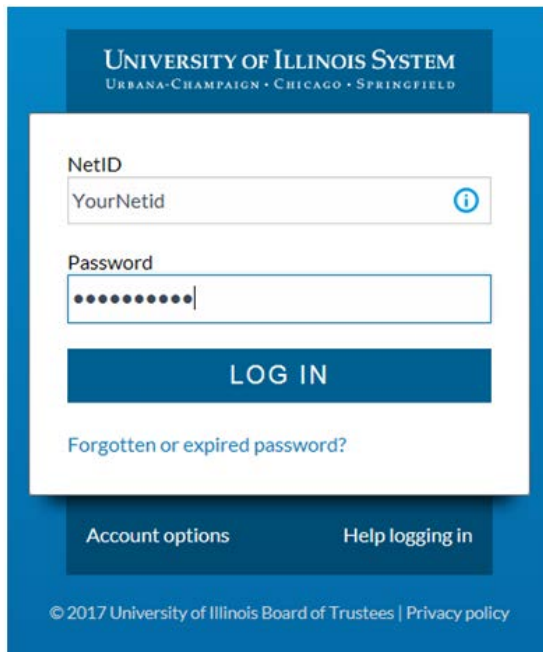 UNIVERSITY OF ILLINOIS SYSTEM
URBANA-CHAMPAIGN • CHICAGO • SPRINGFIELD
NetID
YourNetid
Password
••••••••••
LOG IN
Forgotten or expired password?
Account options Help logging in
© 2017 University of Illinois Board of Trustees | Privacy policy